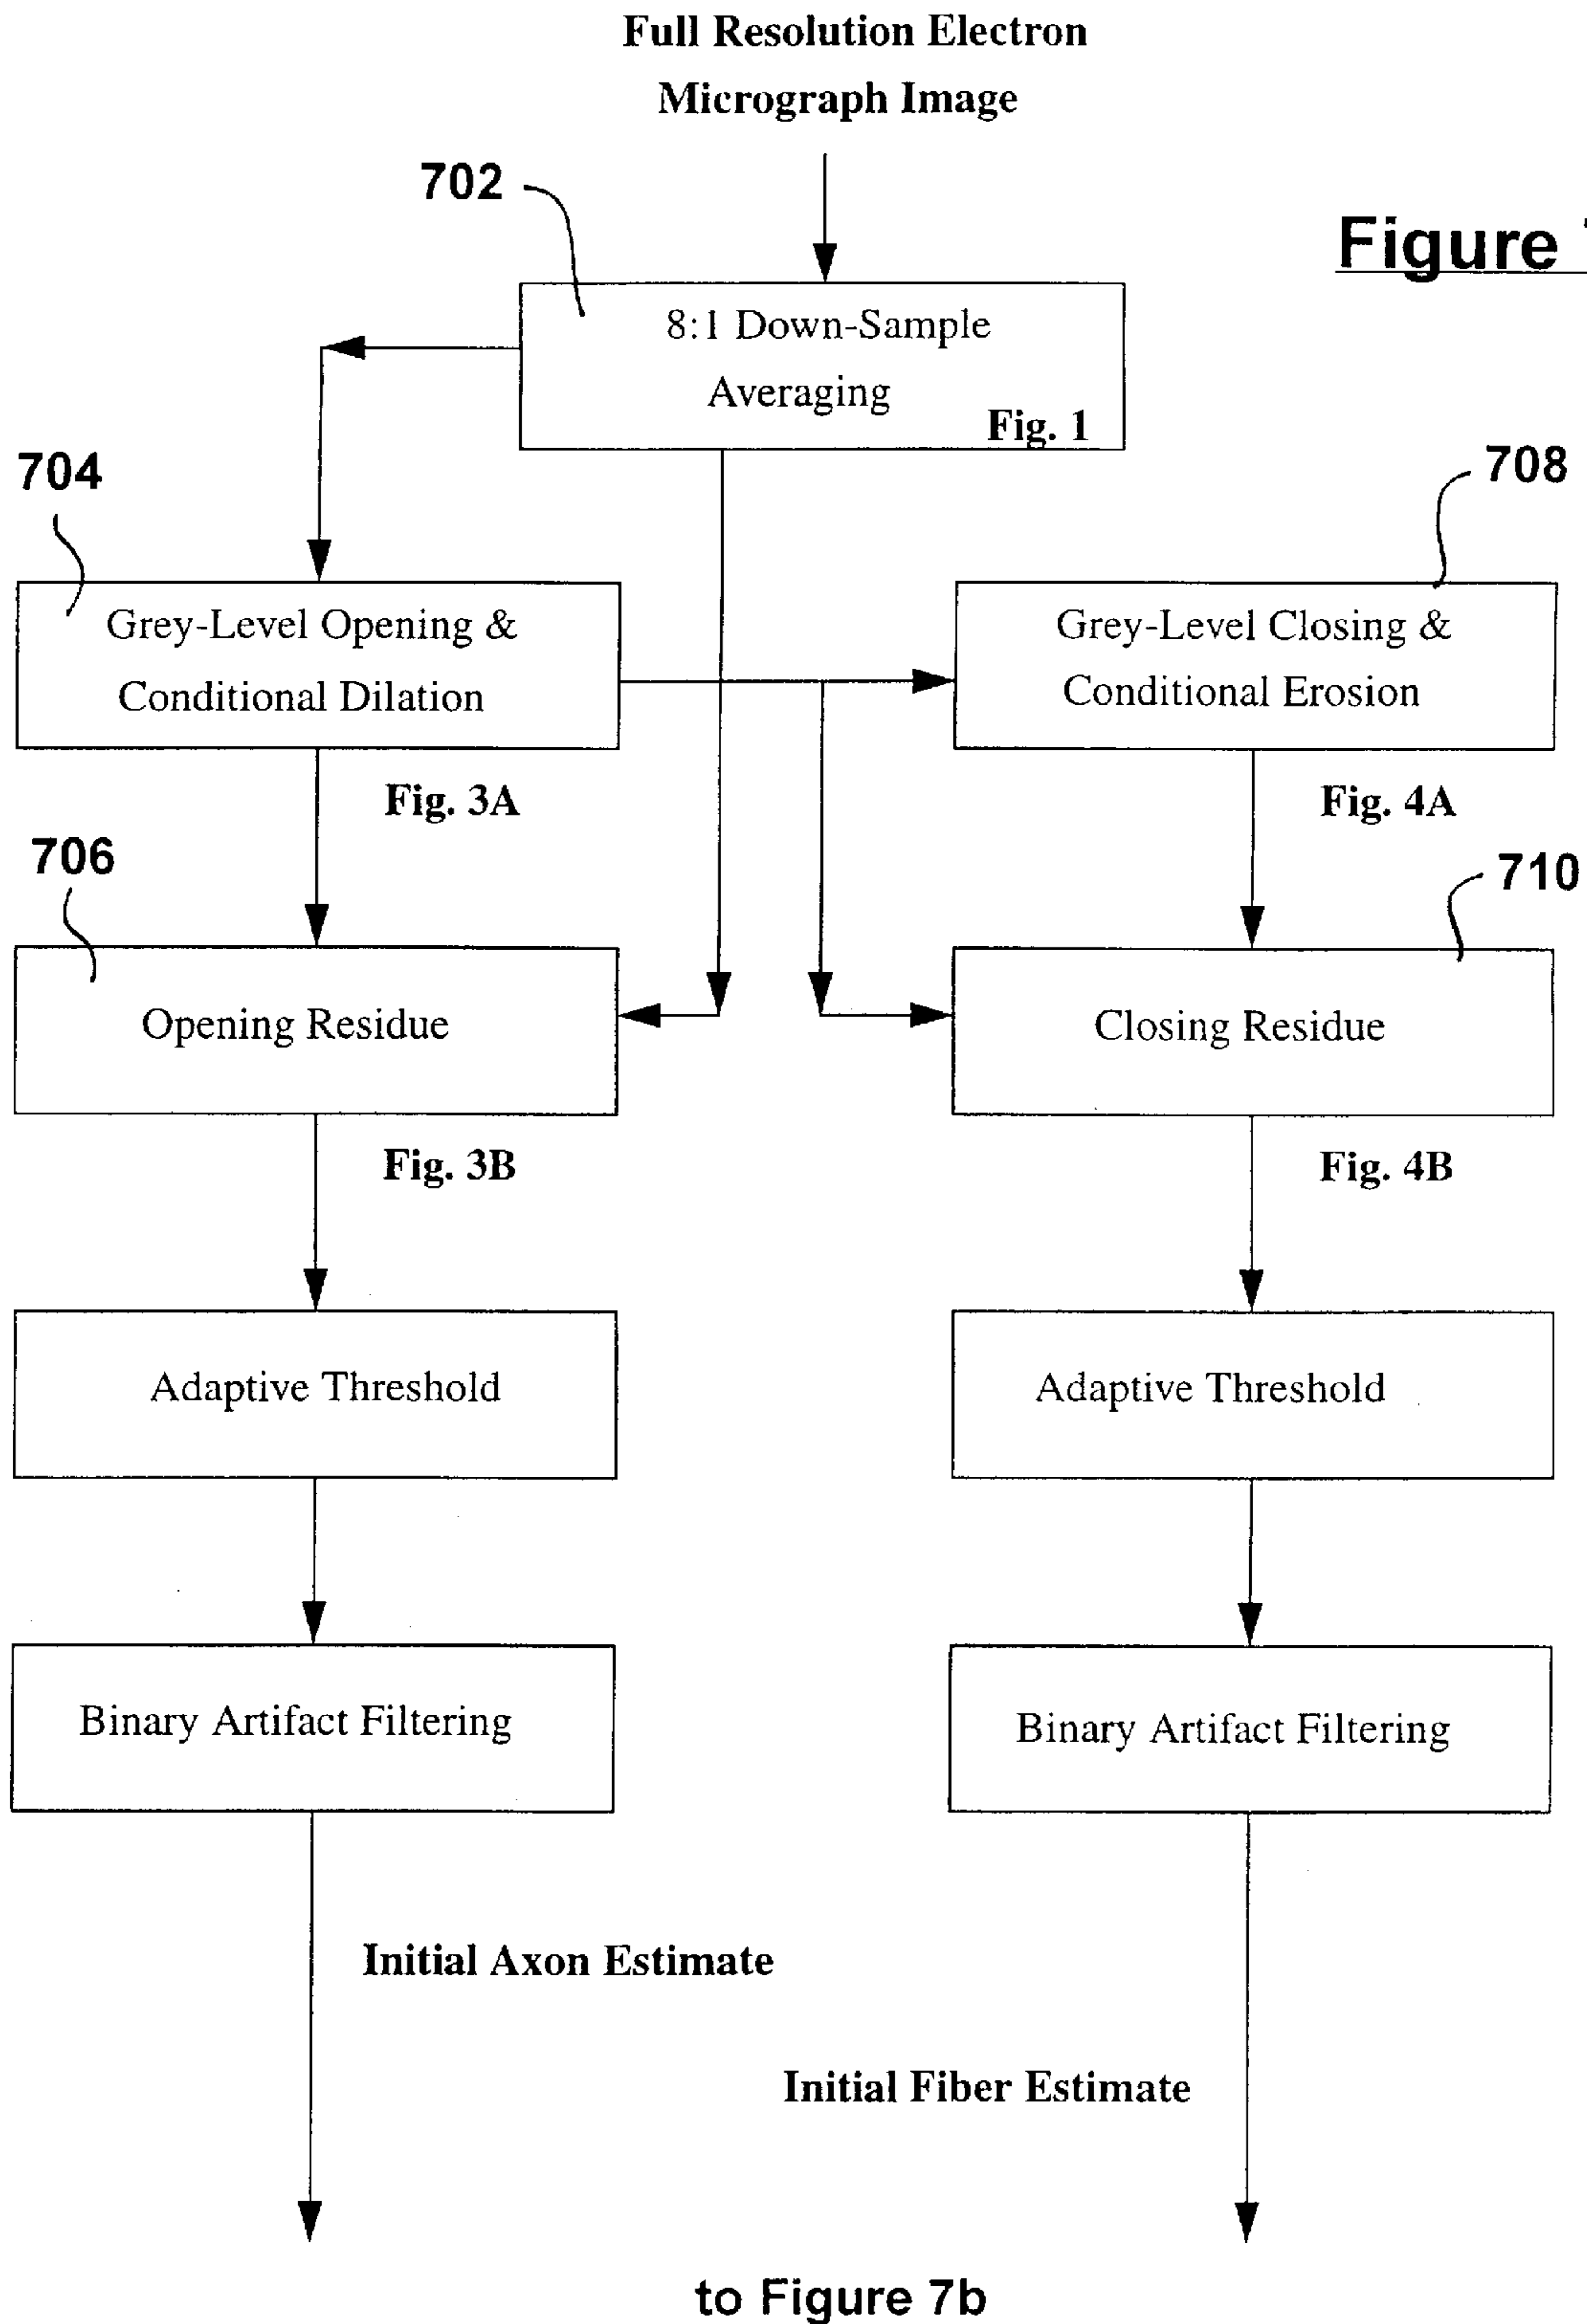 Full Resolution Electron
Micrograph Image
702
Figure
8:1 Down-Sample
Averaging
Fig. 1
704
708
Grey-Level Opening &
Conditional Dilation
Grey-Level Closing &
Conditional Erosion
Fig. 3A
Fig. 4A
706
710
Opening Residue
Closing Residue
Fig. 3B
Fig. 4B
Adaptive Threshold
Adaptive Threshold
Binary Artifact Filtering
Binary Artifact Filtering
Initial Axon Estimate
Initial Fiber Estimate
to Figure 7b